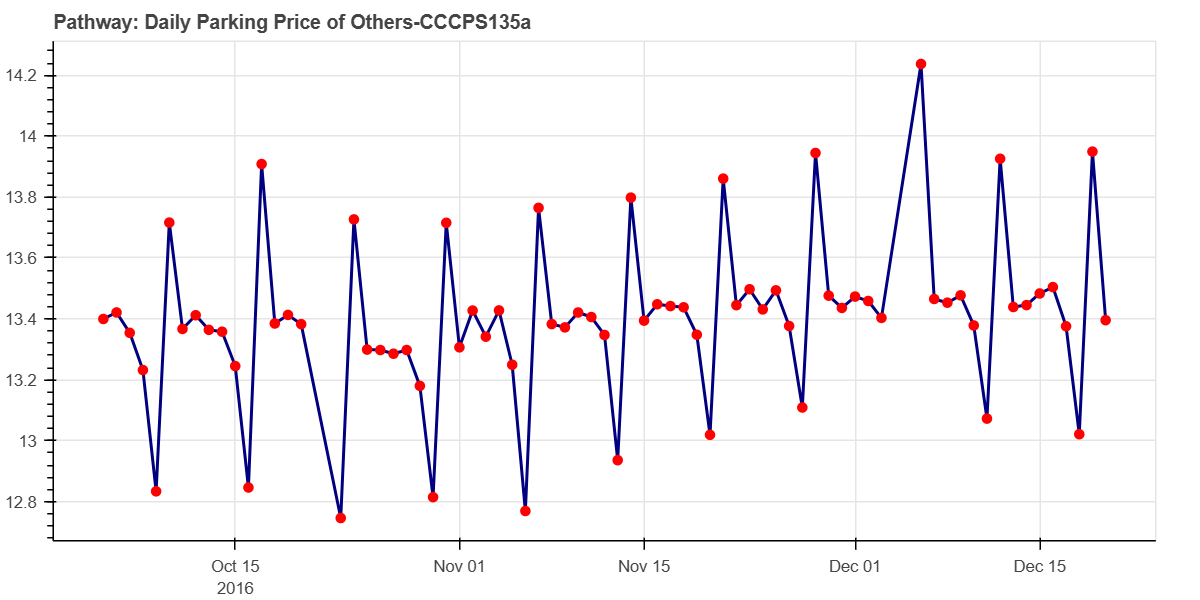 Pathway: Daily Parking Price of Others-CCCPS135a
14.2
14
13.8
13.6
13.4
13.2
13
12.8
Oct 15
2016
Nov 01
Nov 15
Dec 01
Dec 15